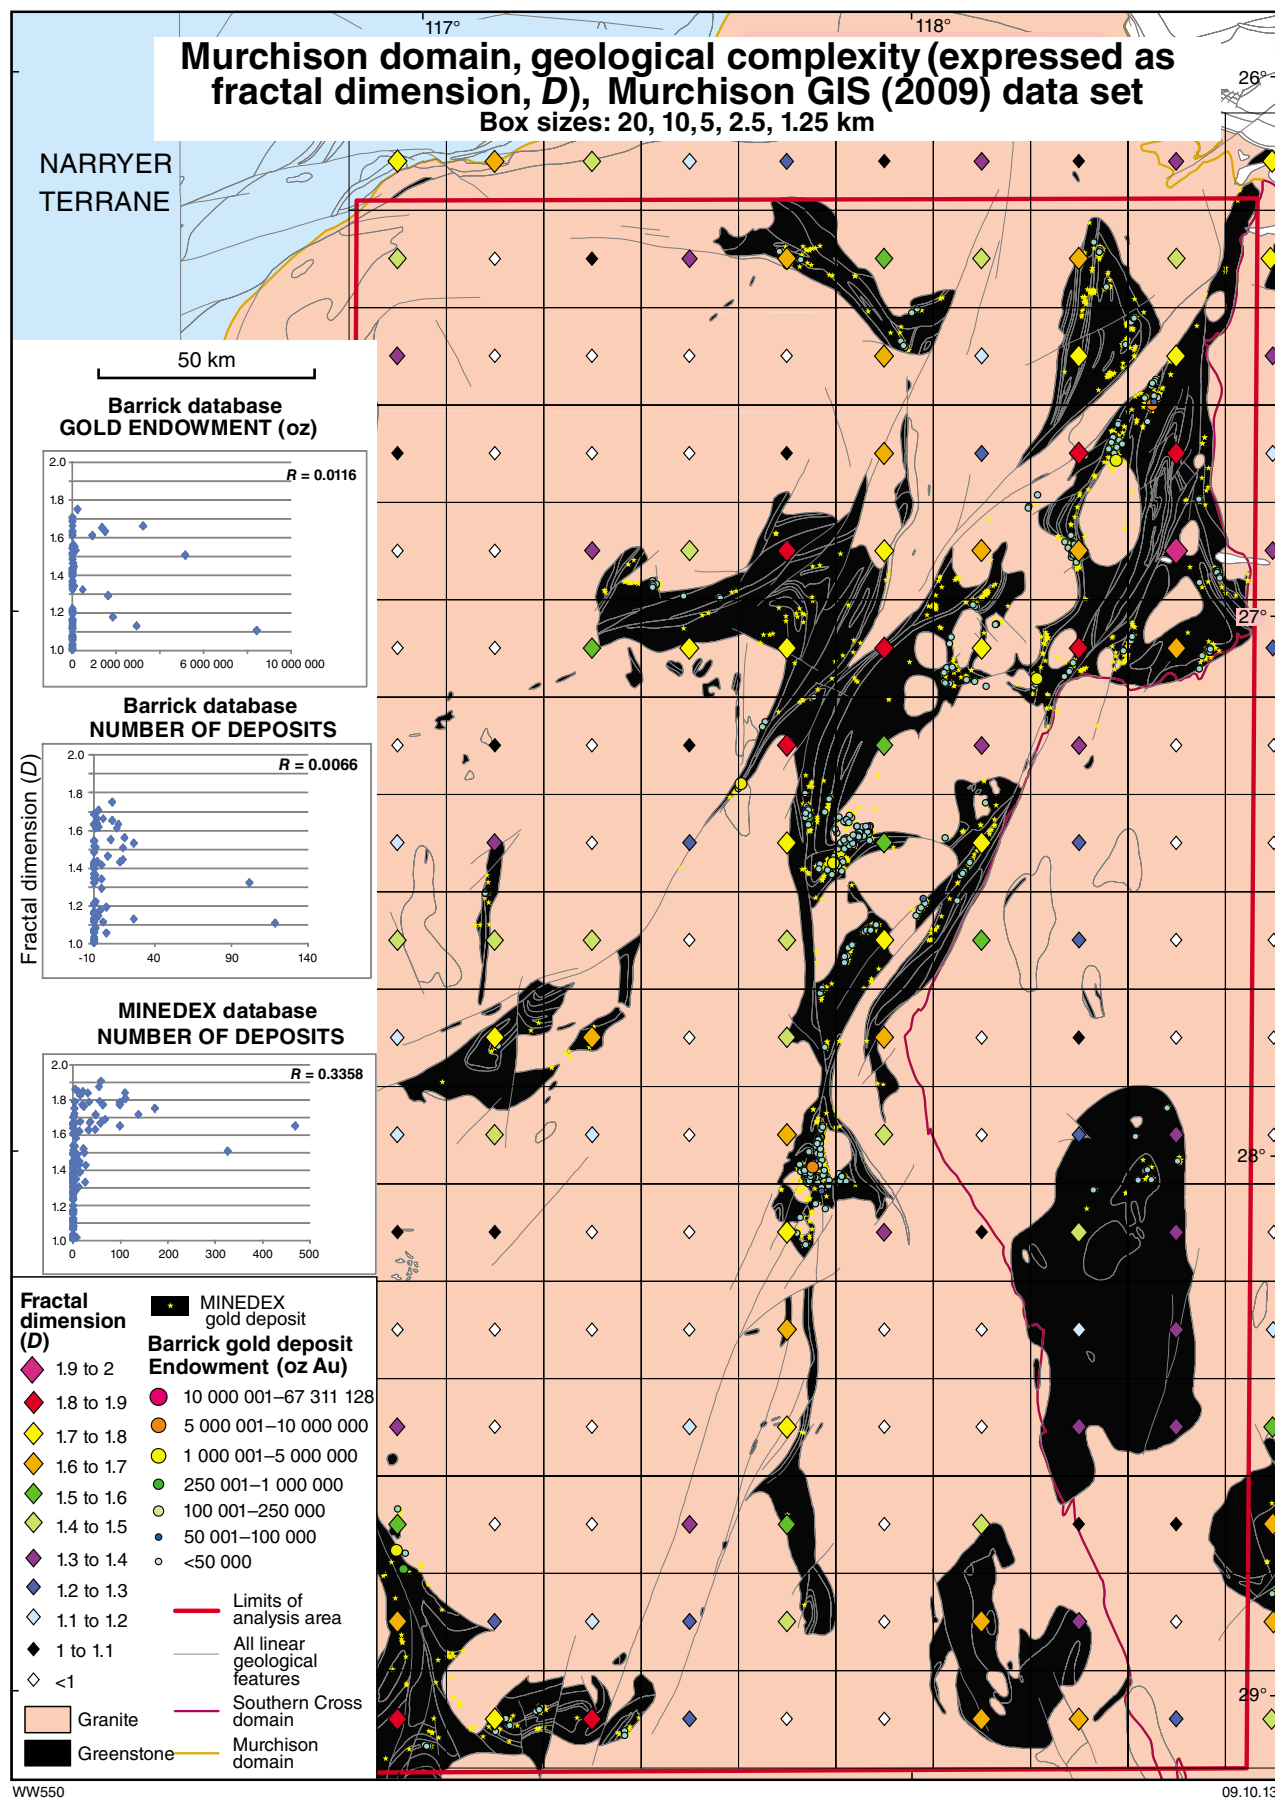 117°
118°
Murchison domain, geological complexity (expressed as
fractal dimension, D), Murchison GIS (2009) data set
Box sizes: 20, 10, 5, 2.5, 1.25 km
26°
NARRYER
TERRANE
50 km
Barrick database
GOLD ENDOWMENT (oz)
R = 0.0116
2.0
1.8
1.6
1.4
1.2
1.0
0
2 000 000
6 000 000
10 000 000
27°
Barrick database
NUMBER OF DEPOSITS
R = 0.0066
2.0
1.8
1.6
1.4
1.2
1.0
-10
40
90
140
Fractal dimension (D)
MINEDEX database
NUMBER OF DEPOSITS
R = 0.3358
2.0
1.8
1.6
1.4
1.2
1.0
0
100
200
300
400
500
28°
Fractal
dimension
(D)
1.9 to 2
1.8 to 1.9
1.7 to 1.8
1.6 to 1.7
1.5 to 1.6
1.4 to 1.5
1.3 to 1.4
1.2 to 1.3
1.1 to 1.2
1 to 1.1
<1
Granite
Greenstone
MINEDEX
gold deposit
Barrick gold deposit
Endowment (oz Au)
10 000 001–67 311 128
5 000 001–10 000 000
1 000 001–5 000 000
250 001–1 000 000
100 001–250 000
50 001–100 000
<50 000
Limits of
analysis area
All linear
geological
features
Southern Cross
domain
Murchison
domain
29°
WW550
09.10.13